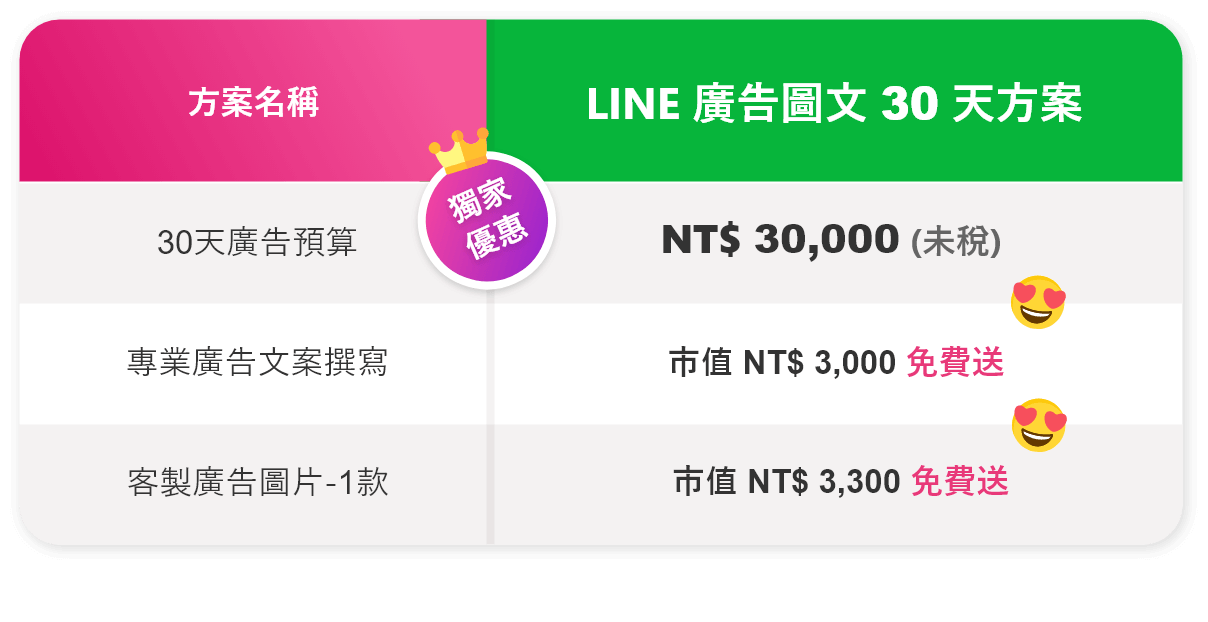 方案名稱
LINE 廣告圖文 30 天方案
獨家
優惠
30天廣告預算
NT$ 30,000 (未稅)
專業廣告文案撰寫
市值 NT$ 3,000 免費送
客製廣告圖片-1款
市值 NT$ 3,300 免費送